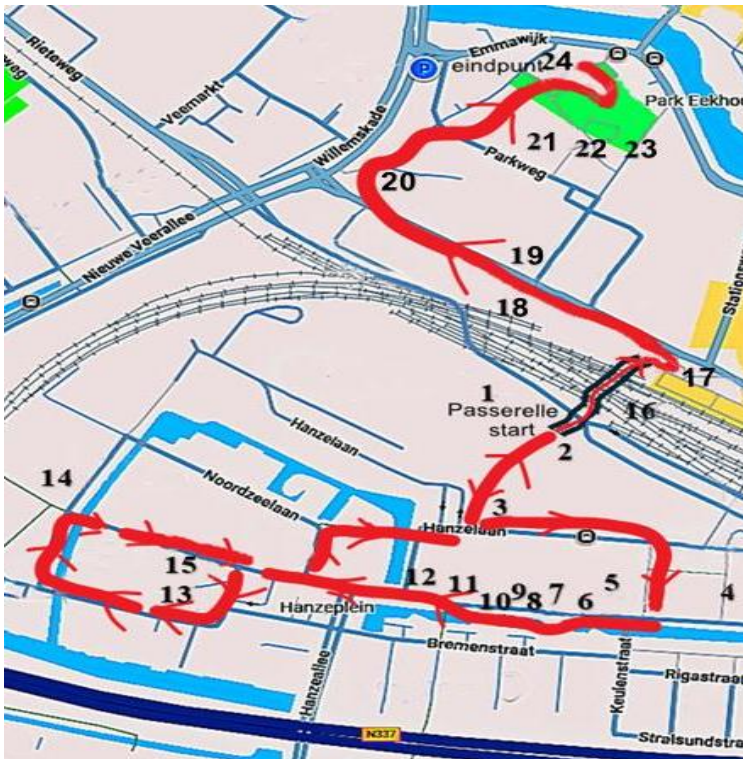 Emmawijk
24
eindpunt
P
Rieteweg
weg
Veemarkt
Park Eekhou
Willemskade
21
22
23
Parkweg
20
19
Nieuwe Veerallee
18
Stationsw
17
1
Passerelle
start
16
2
Hanzelaan
14
Noordzeelaan
3
Hanzelaan
15
13
12
11
10
9
8
7
6
5
4
Hanzeplein
Bremenstraat
Keulenstraat
Rigastraat
Hanzeallee
N337
Stralsundstra